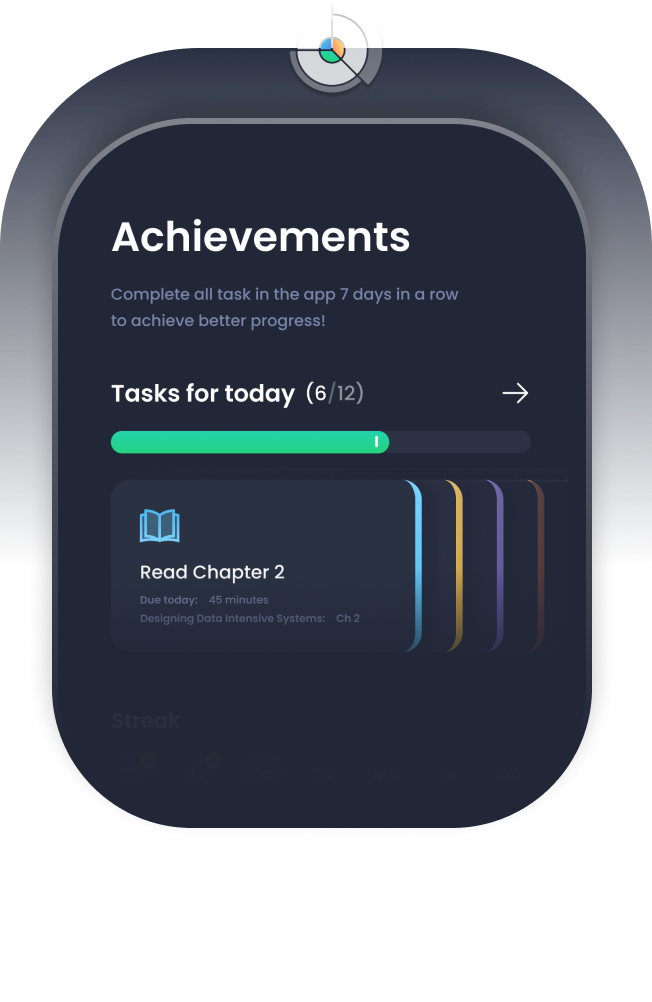 Achievements
Complete all task in the app 7 days in a row
to achieve better progress!
Tasks for today (6/12)
Read Chapter 2
Due today: 45 minutes
Designing Data Intensive Systems: Ch 2
Streak